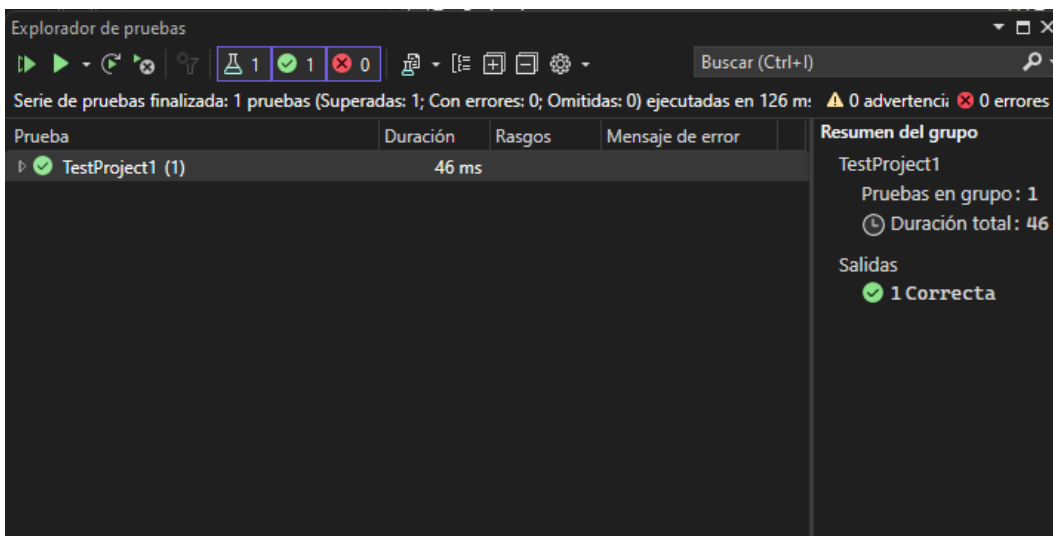 Explorador de pruebas
1 1 0 Buscar (Ctrl+I)
Serie de pruebas finalizada: 1 pruebas (Superadas: 1; Con errores: 0; Omitidas: 0) ejecutadas en 126 m 0 advertenci 0 errores
Prueba Duración Rasgos Mensaje de error
TestProject1 (1) 46 ms
Resumen del grupo
TestProject1
Pruebas en grupo: 1
Duración total: 46
Salidas
1 Correcta